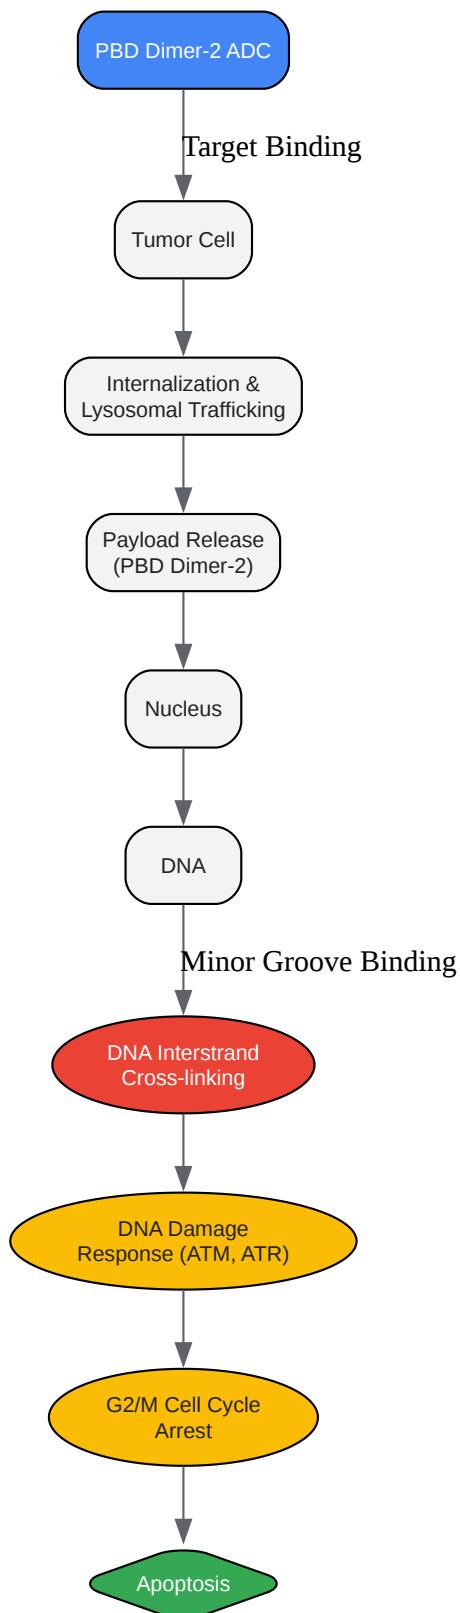 PBD Dimer-2 ADC
Target Binding
Tumor Cell
Internalization &
Lysosomal Trafficking
Payload Release
(PBD Dimer-2)
Nucleus
DNA
Minor Groove Binding
DNA Interstrand
Cross-linking
DNA Damage
Response (ATM, ATR)
G2/M Cell Cycle
Arrest
Apoptosis